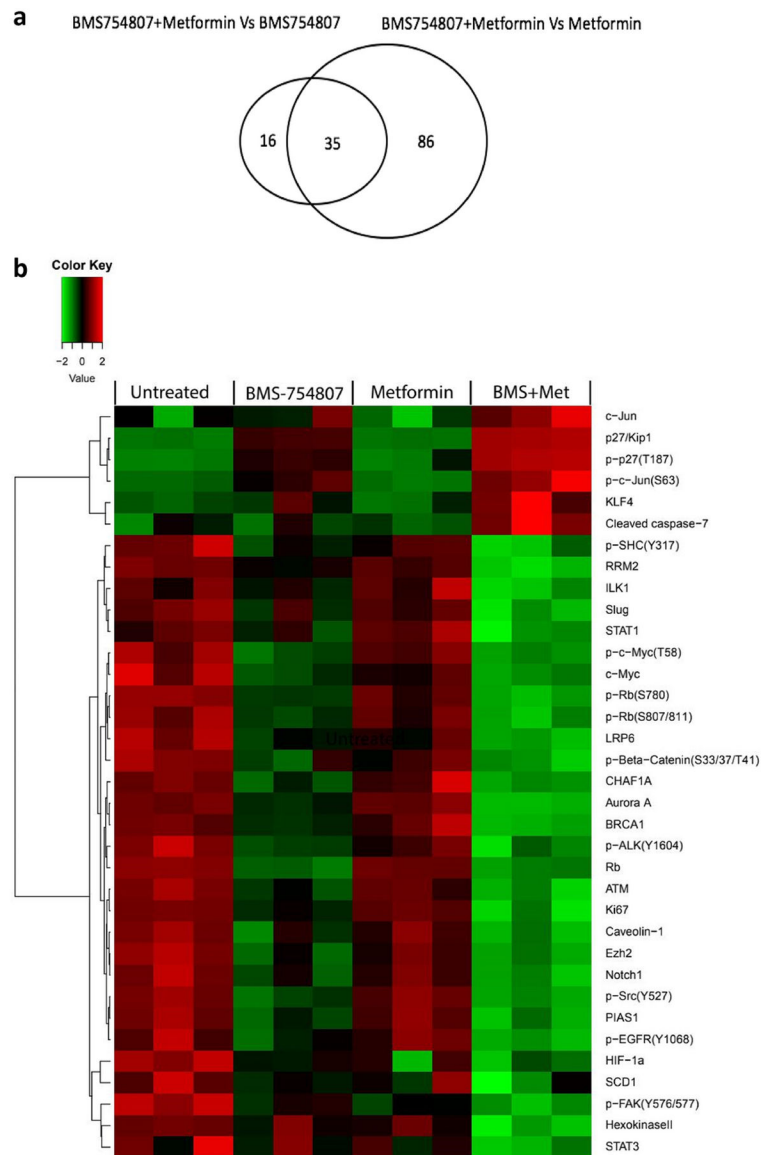 a
BMS754807+Metformin Vs BMS754807
BMS754807+Metformin Vs Metformin
16
35
86
b
Color Key
−2 0 2
Value
Untreated
BMS-754807
Metformin
BMS+Met
c−Jun
p27/Kip1
p−p27(T187)
p−c−Jun(S63)
KLF4
Cleaved caspase−7
p−SHC(Y317)
RRM2
ILK1
Slug
STAT1
p−c−Myc(T58)
c−Myc
p−Rb(S780)
p−Rb(S807/811)
Untreated
LRP6
p−Beta−Catenin(S33/37/T41)
CHAF1A
Aurora A
BRCA1
p−ALK(Y1604)
Rb
ATM
Ki67
Caveolin−1
Ezh2
Notch1
p−Src(Y527)
PIAS1
p−EGFR(Y1068)
HIF−1a
SCD1
p−FAK(Y576/577)
HexokinaseII
STAT3